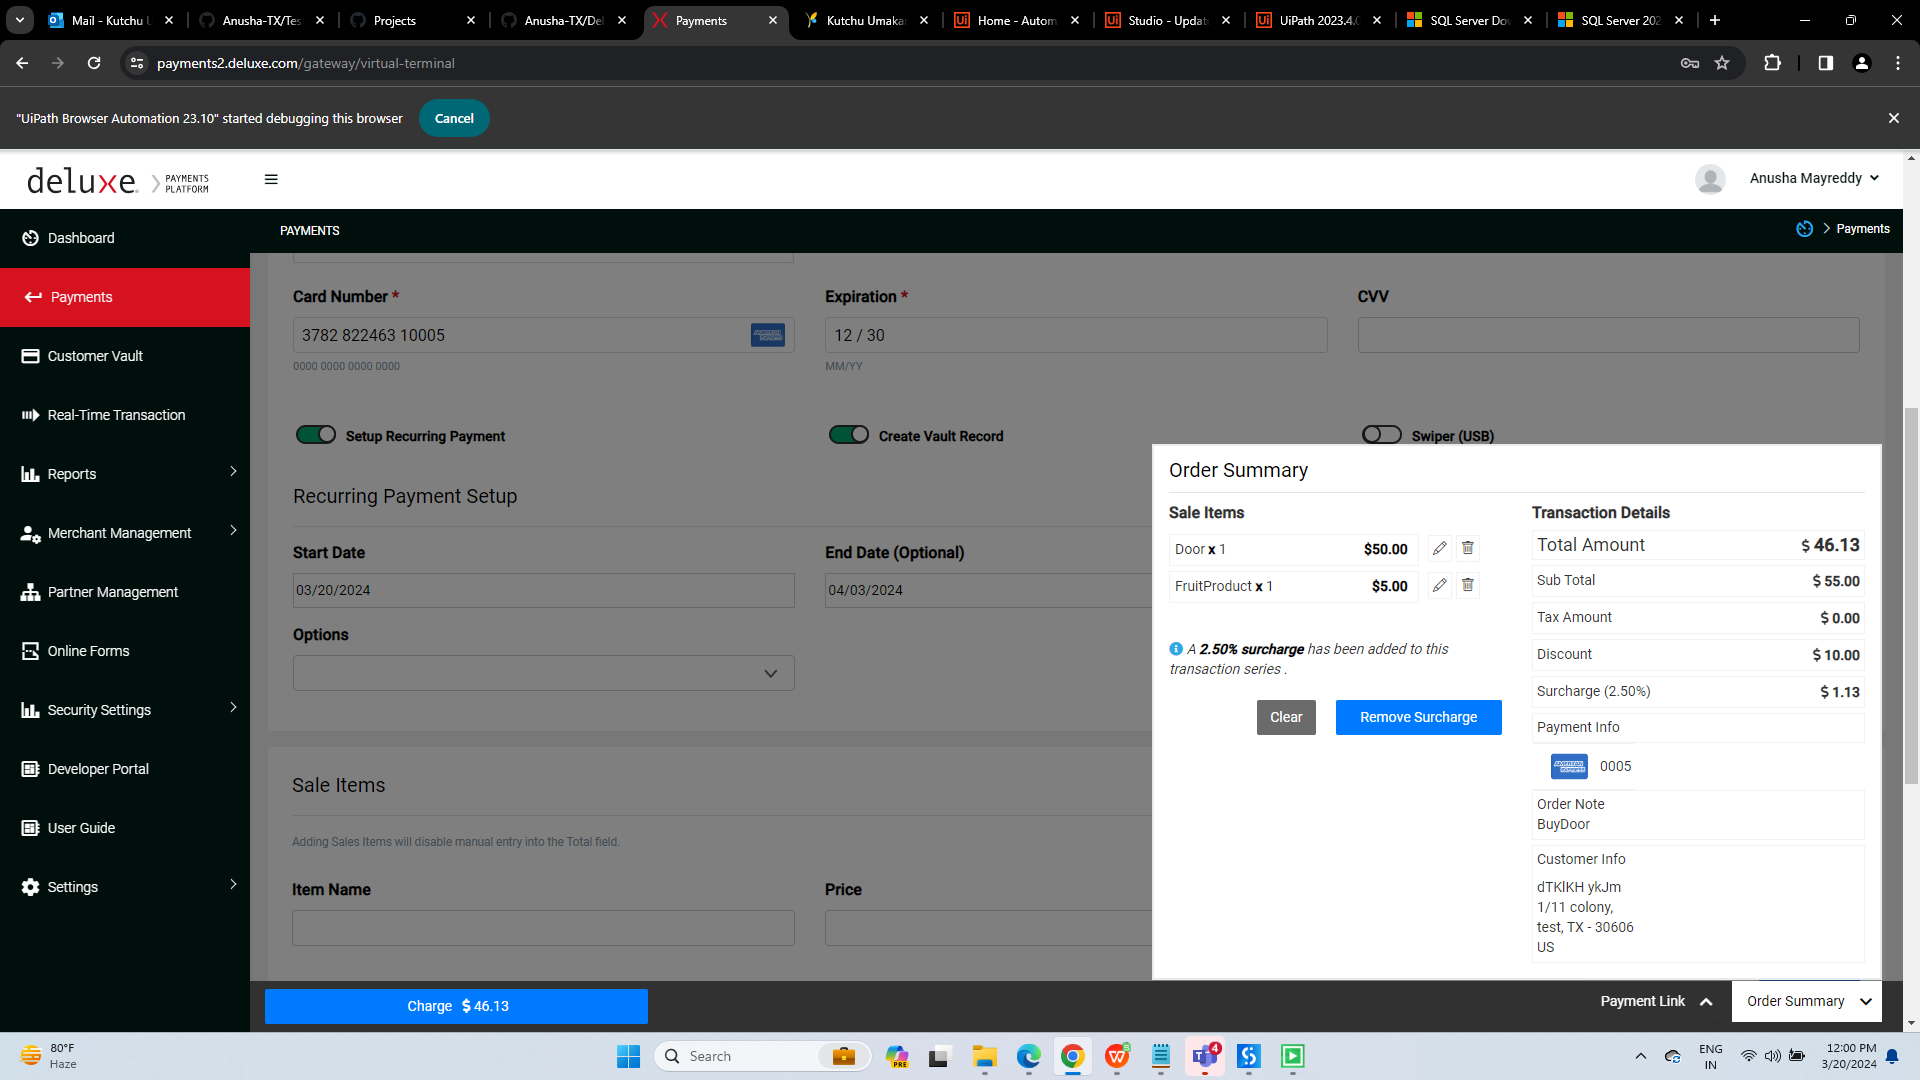 Mail - Kutchu U
Anusha-TX/Tes
Projects
Anusha-TX/Del
Payments
Kutchu Umakan
Home - Autom
Studio - Updat
UiPath 2023.4.0
SQL Server Dow
SQL Server 202
payments2.deluxe.com/gateway/virtual-terminal
"UiPath Browser Automation 23.10" started debugging this browser
Cancel
deluxe. PAYMENTS PLATFORM
Anusha Mayreddy
PAYMENTS
Payments
Dashboard
Payments
Customer Vault
Real-Time Transaction
Reports
Merchant Management
Partner Management
Online Forms
Security Settings
Developer Portal
User Guide
Settings
Card Number *
Expiration *
CVV
3782 822463 10005
AMERICAN EXPRESS
12 / 30
0000 0000 0000 0000
MM/YY
Setup Recurring Payment
Create Vault Record
Swiper (USB)
Recurring Payment Setup
Start Date
End Date (Optional)
03/20/2024
04/03/2024
Options
Sale Items
Adding Sales Items will disable manual entry into the Total field.
Item Name
Price
Order Summary
Sale Items
Door x 1 $50.00
FruitProduct x 1 $5.00
A 2.50% surcharge has been added to this
transaction series .
Clear
Remove Surcharge
Transaction Details
Total Amount $ 46.13
Sub Total $ 55.00
Tax Amount $ 0.00
Discount $ 10.00
Surcharge (2.50%) $ 1.13
Payment Info
AMERICAN EXPRESS 0005
Order Note
BuyDoor
Customer Info
dTKlKH ykJm
1/11 colony,
test, TX - 30606
US
Charge $ 46.13
Payment Link
Order Summary
80°F
Haze
Search
PRE
4
ENG
IN
12:00 PM
3/20/2024